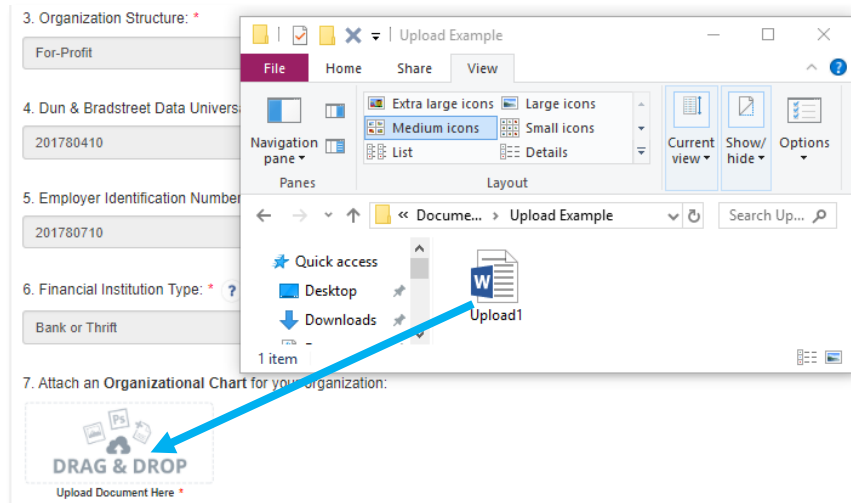 3. Organization Structure: *
For-Profit
4. Dun & Bradstreet Data
201780410
5. Employer Identification Number
201780710
6. Financial Institution Type: * ?
Bank or Thrift
7. Attach an Organizational Chart for your organization:
Ps
DRAG & DROP
Upload Document Here *
Upload Example
File Home Share View
?
Navigation pane
Extra large icons Large icons
Medium icons Small icons
List Details
Current view
Show/ hide
Options
Panes
Layout
« Docume... > Upload Example
Search Up...
Quick access
Desktop
Downloads
W
Upload1
1 item